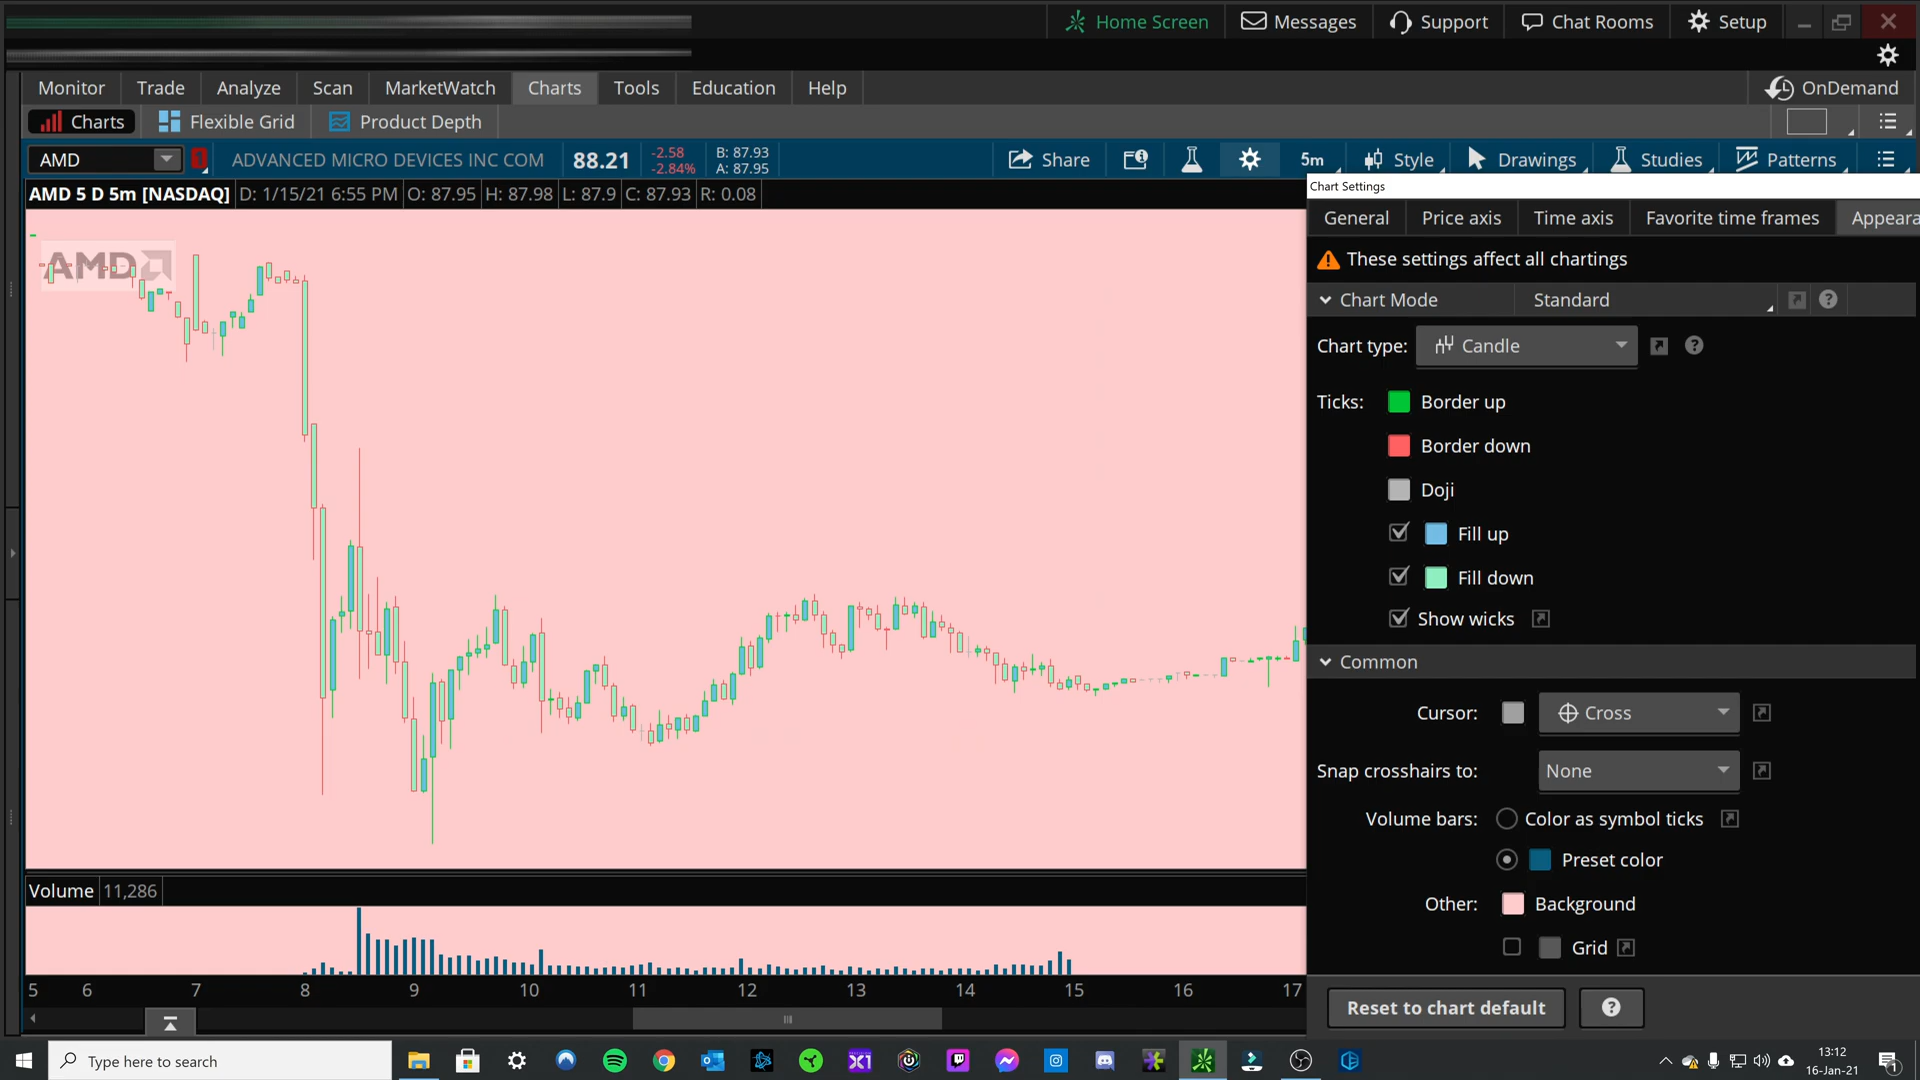 Home Screen Messages Support Chat Rooms Setup
Monitor Trade Analyze Scan MarketWatch Charts Tools Education Help OnDemand
Charts Flexible Grid Product Depth
AMD 1 ADVANCED MICRO DEVICES INC COM 88.21 -2.58 B: 87.93 Share 5m Style Drawings Studies Patterns
-2.84% A: 87.95
AMD 5 D 5m [NASDAQ] D: 1/15/21 6:55 PM O: 87.95 H: 87.98 L: 87.9 C: 87.93 R: 0.08
AMD
Chart Settings
General Price axis Time axis Favorite time frames Appeara
These settings affect all chartings
Chart Mode Standard
Chart type: Candle
Ticks: Border up
Border down
Doji
Fill up
Fill down
Show wicks
Common
Cursor: Cross
Snap crosshairs to: None
Volume bars: Color as symbol ticks
Preset color
Other: Background
Grid
Reset to chart default ?
Volume 11,286
5 6 7 8 9 10 11 12 13 14 15 16 17
Type here to search
X1
13:12
16-Jan-21
1